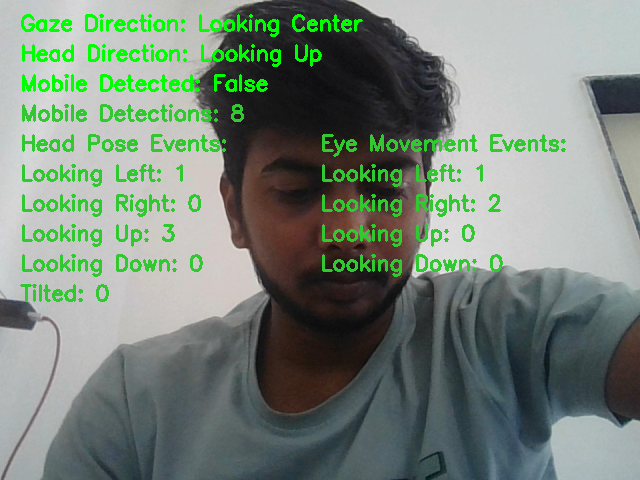 Gaze Direction: Looking Center
Head Direction: Looking Up
Mobile Detected: False
Mobile Detections: 8
Head Pose Events:
Looking Left: 1
Looking Right: 0
Looking Up: 3
Looking Down: 0
Tilted: 0
Eye Movement Events:
Looking Left: 1
Looking Right: 2
Looking Up: 0
Looking Down: 0